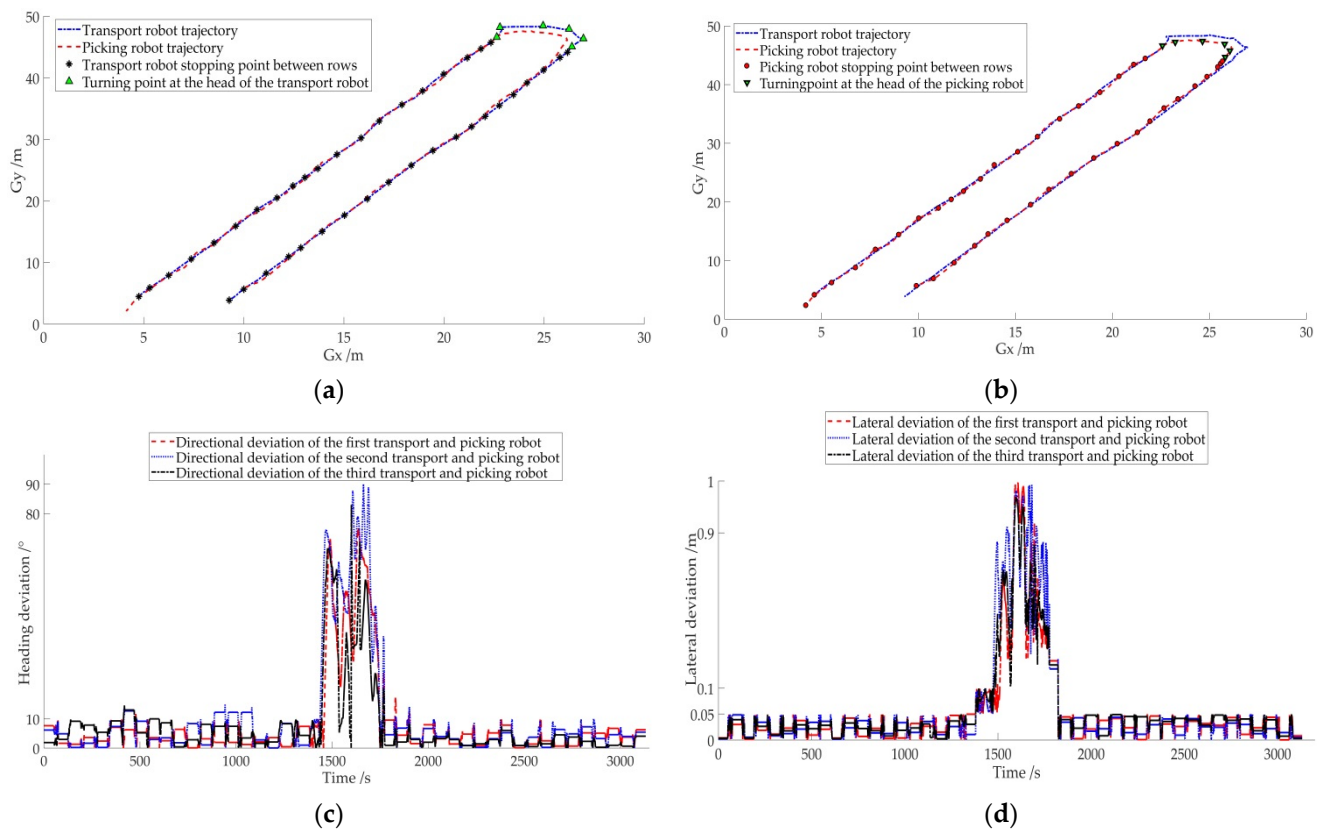 Transport robot trajectory
Picking robot trajectory
Transport robot stopping point between rows
Turning point at the head of the transport robot
50
40
30
20
10
0
Gy /m
0
5
10
15
20
25
30
Gx /m
(a)
Transport robot trajectory
Picking robot trajectory
Picking robot stopping point between rows
Turningpoint at the head of the picking robot
50
40
30
20
10
0
Gy /m
0
5
10
15
20
25
30
Gx /m
(b)
Directional deviation of the first transport and picking robot
Directional deviation of the second transport and picking robot
Directional deviation of the third transport and picking robot
90
80
10
0
Heading deviation /°
0
500
1000
1500
2000
2500
3000
Time /s
(c)
Lateral deviation of the first transport and picking robot
Lateral deviation of the second transport and picking robot
Lateral deviation of the third transport and picking robot
1
0.9
0.1
0.05
0
Lateral deviation /m
0
500
1000
1500
2000
2500
3000
Time /s
(d)